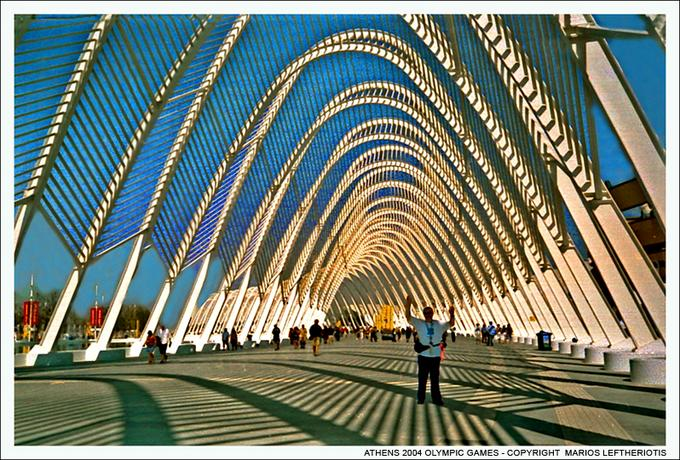 ATHENS 2004 OLYMPIC GAMES - COPYRIGHT MARIOS LEFTHERIOTIS